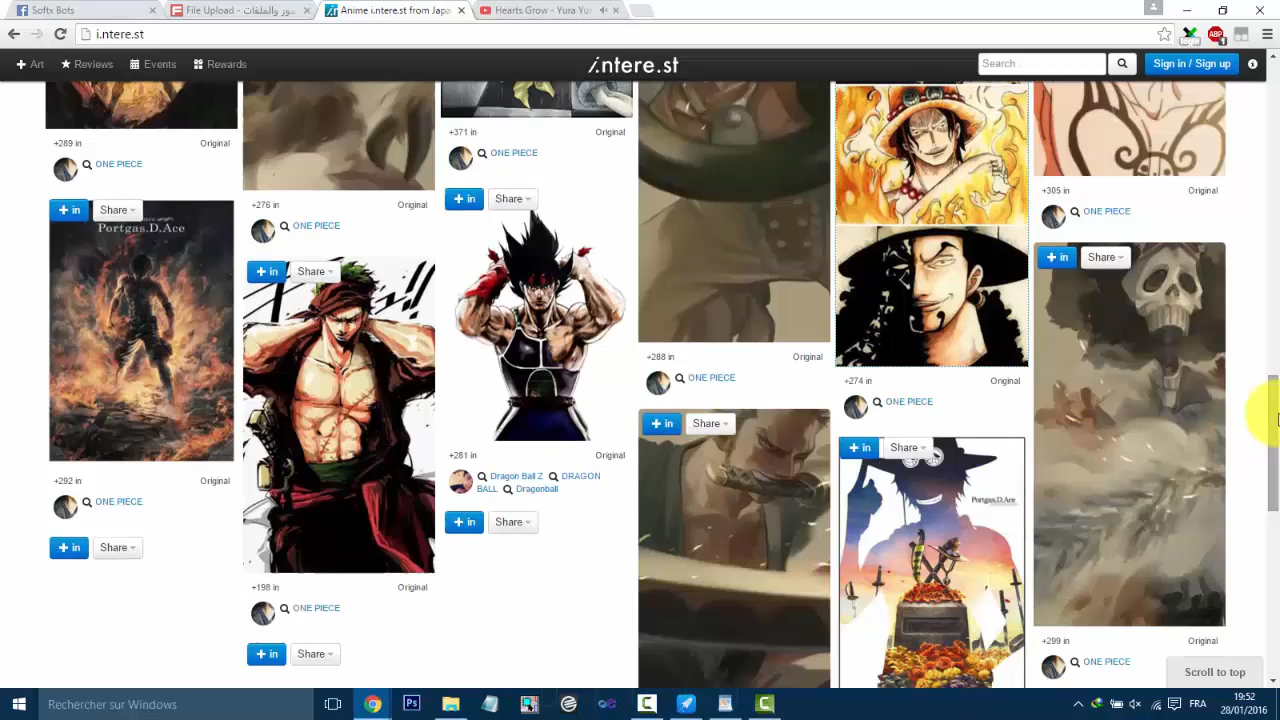 Softx Bots
File Upload - صور والملفات
Anime i.ntere.st from Japa
Hearts Grow - Yura Yur
i.ntere.st
Art
Reviews
Events
Rewards
i.ntere.st
Search...
Sign in / Sign up
+289 in
Original
ONE PIECE
+ in
Share
Portgas.D.Ace
+292 in
Original
ONE PIECE
+ in
Share
+276 in
Original
ONE PIECE
+ in
Share
+198 in
Original
ONE PIECE
+ in
Share
+371 in
Original
ONE PIECE
+ in
Share
+281 in
Original
Dragon Ball Z DRAGON
BALL Dragonball
+ in
Share
+288 in
Original
ONE PIECE
+ in
Share
+274 in
Original
ONE PIECE
+ in
Share
Portgas.D.Ace
+305 in
Original
ONE PIECE
+ in
Share
+299 in
Original
ONE PIECE
Scroll to top
Rechercher sur Windows
FRA
19:52
28/01/2016